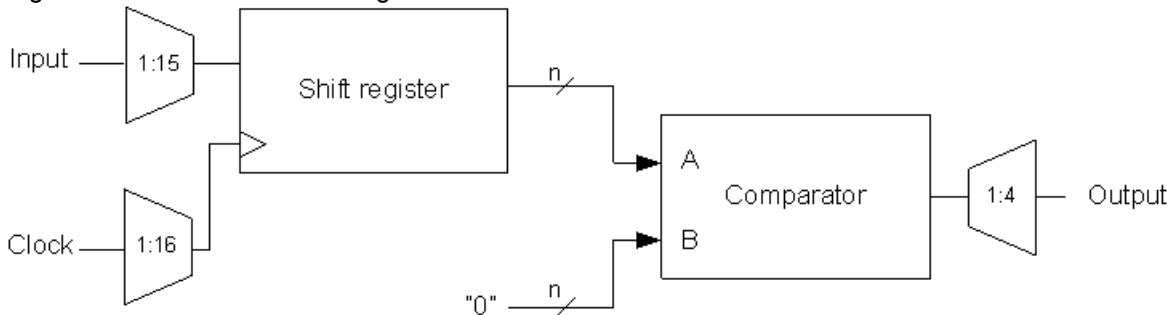 Input
1:15
Shift register
n
Clock
1:16
A
Comparator
B
1:4
Output
"0"
n